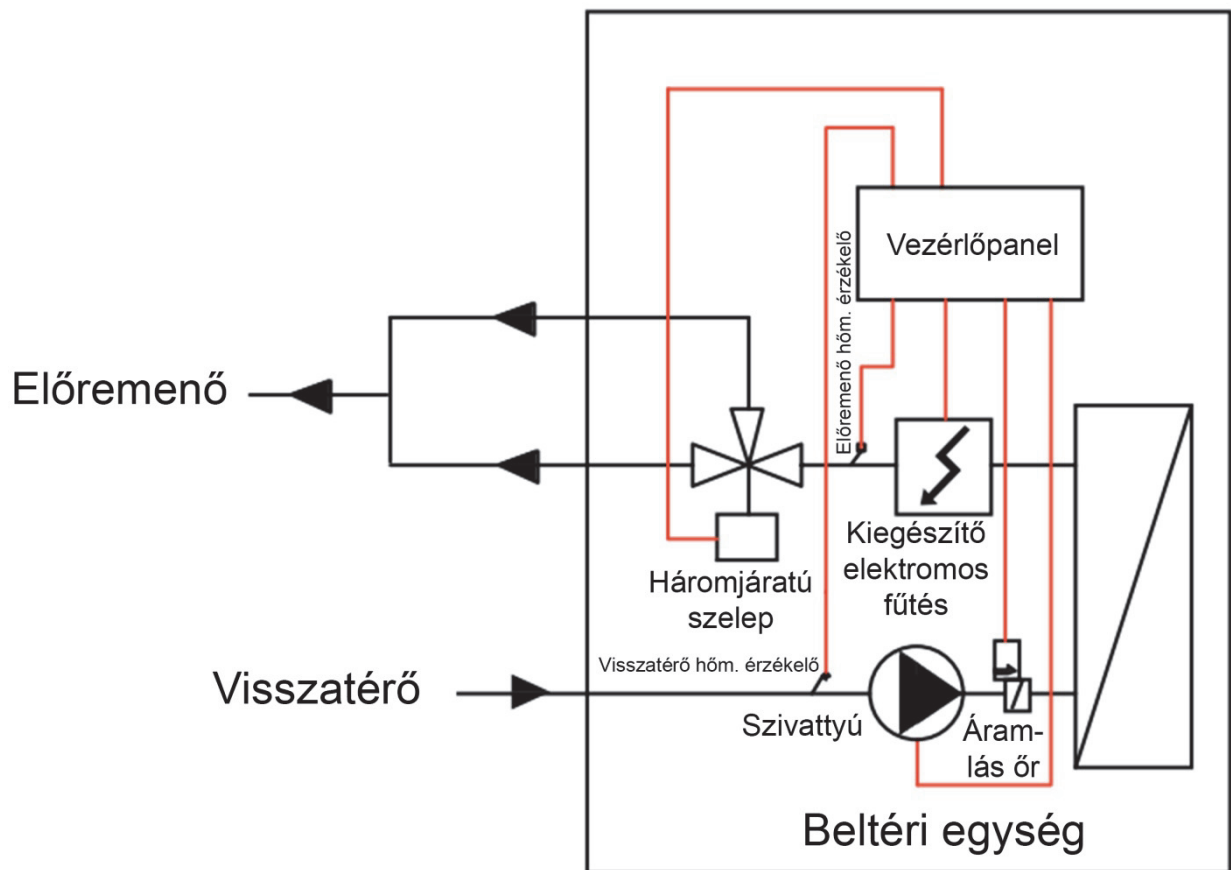 Vezérlőpanel
Előremenő hőm. érzékelő
Előremenő
Kiegészítő
elektromos
fűtés
Háromjáratú
szelep
Visszatérő hőm. érzékelő
Visszatérő
Szivattyú
Áram-
lás őr
Beltéri egység